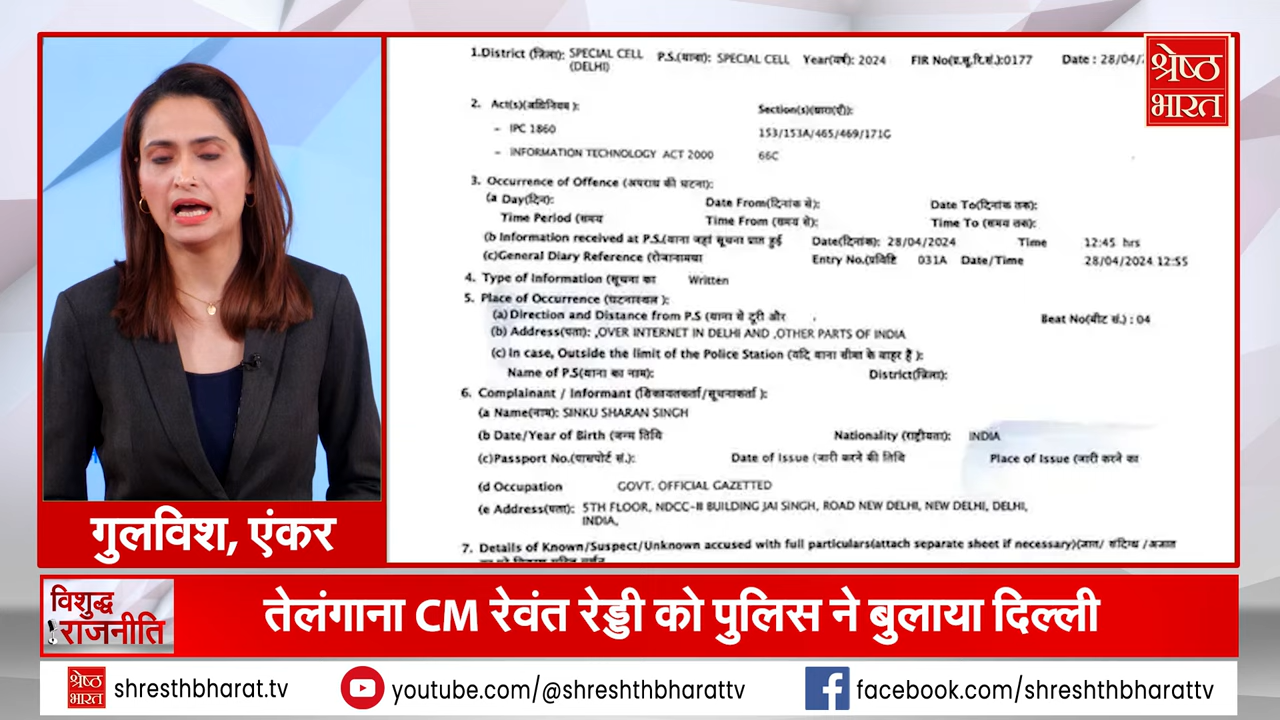 1.District (जिला): SPECIAL CELL (DELHI) P.S.(थाना): SPECIAL CELL Year(वर्ष): 2024 FIR No(प्र.सू.रि.सं.):0177 Date : 28/04/
श्रेष्ठ
भारत
2. Act(s)(अधिनियम): Section(s)(धारा(एँ):
- IPC 1860 153/153A/465/469/171G
- INFORMATION TECHNOLOGY ACT 2000 66C
3. Occurrence of Offence (अपराध की घटना):
(a Day(दिन): Date From(दिनांक से): Date To(दिनांक तक):
Time Period (समय Time From (समय से): Time To (समय तक):
(b Information received at P.S.(थाना जहां सूचना प्राप्त हुई Date(दिनांक): 28/04/2024 Time 12:45 hrs
(c)General Diary Reference (रोजानामचा Entry No.(प्रविष्टि 031A Date/Time 28/04/2024 12:55
4. Type of Information (सूचना का Written
5. Place of Occurrence (घटनास्थल ):
(a) Direction and Distance from P.S (थाना से दूरी और , Beat No(बीट सं.) : 04
(b) Address(पता): ,OVER INTERNET IN DELHI AND ,OTHER PARTS OF INDIA
(c) In case, Outside the limit of the Police Station (यदि थाना सीमा के बाहर है ):
Name of P.S(थाना का नाम): District(जिला):
6. Complainant / Informant (शिकायतकर्ता/सूचनाकर्ता ):
(a Name(नाम): SINKU SHARAN SINGH
(b Date/Year of Birth (जन्म तिथि Nationality (राष्ट्रीयता): INDIA
(c)Passport No.(पासपोर्ट सं.): Date of Issue (जारी करने की तिथि Place of Issue (जारी करने का
(d Occupation GOVT. OFFICIAL GAZETTED
(e Address(पता): 5TH FLOOR, NDCC-II BUILDING JAI SINGH, ROAD NEW DELHI, NEW DELHI, DELHI,
INDIA,
7. Details of Known/Suspect/Unknown accused with full particulars(attach separate sheet if necessary)(ज्ञात/ संदिग्ध /अज्ञात
गुलविश, एंकर
विशुद्ध
राजनीति
तेलंगाना CM रेवंत रेड्डी को पुलिस ने बुलाया दिल्ली
श्रेष्ठ
भारत
shresthbharat.tv youtube.com/@shreshthbharattv facebook.com/shreshthbharattv